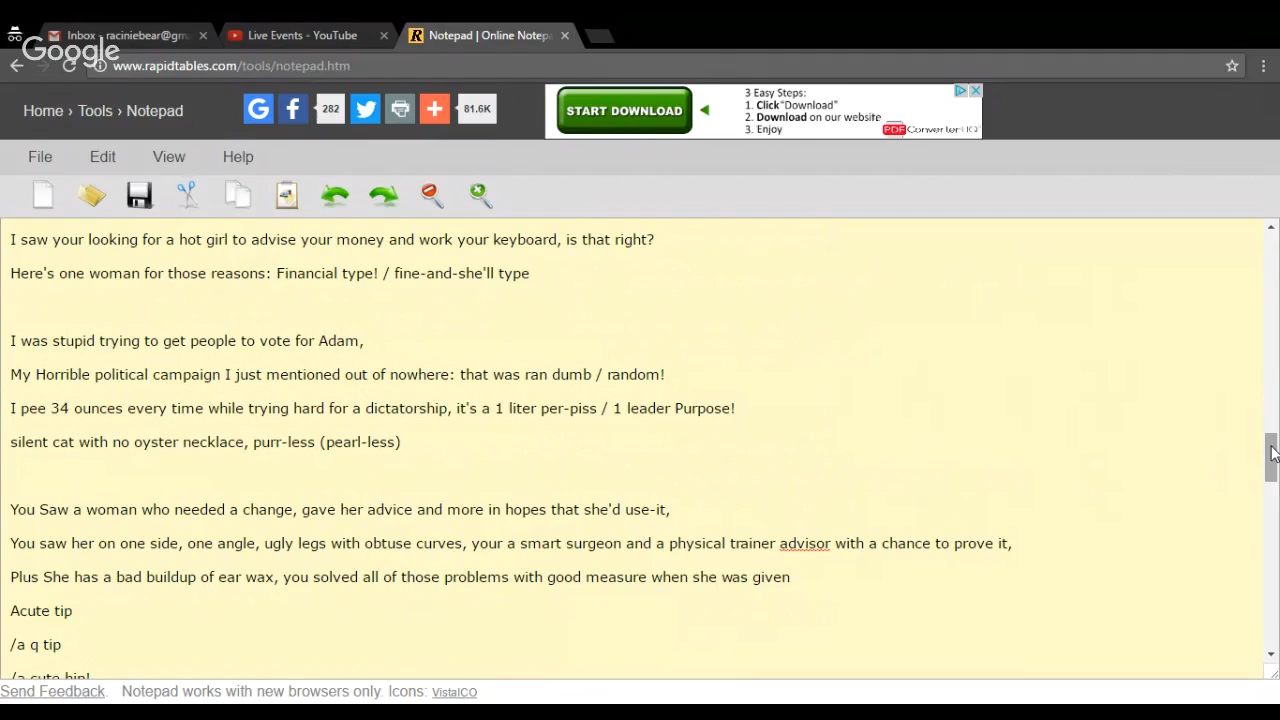 Inbox - raciniebear@gm
Live Events - YouTube
Notepad | Online Notep
Google
www.rapidtables.com/tools/notepad.htm
Home › Tools › Notepad
282
81.6K
START DOWNLOAD
3 Easy Steps:
1. Click"Download"
2. Download on our website
3. Enjoy
PDF ConverterHQ
File Edit View Help
I saw your looking for a hot girl to advise your money and work your keyboard, is that right?
Here's one woman for those reasons: Financial type! / fine-and-she'll type
I was stupid trying to get people to vote for Adam,
My Horrible political campaign I just mentioned out of nowhere: that was ran dumb / random!
I pee 34 ounces every time while trying hard for a dictatorship, it's a 1 liter per-piss / 1 leader Purpose!
silent cat with no oyster necklace, purr-less (pearl-less)
You Saw a woman who needed a change, gave her advice and more in hopes that she'd use-it,
You saw her on one side, one angle, ugly legs with obtuse curves, your a smart surgeon and a physical trainer advisor with a chance to prove it,
Plus She has a bad buildup of ear wax, you solved all of those problems with good measure when she was given
Acute tip
/a q tip
/a cute hip!
Send Feedback. Notepad works with new browsers only. Icons: VistaICO